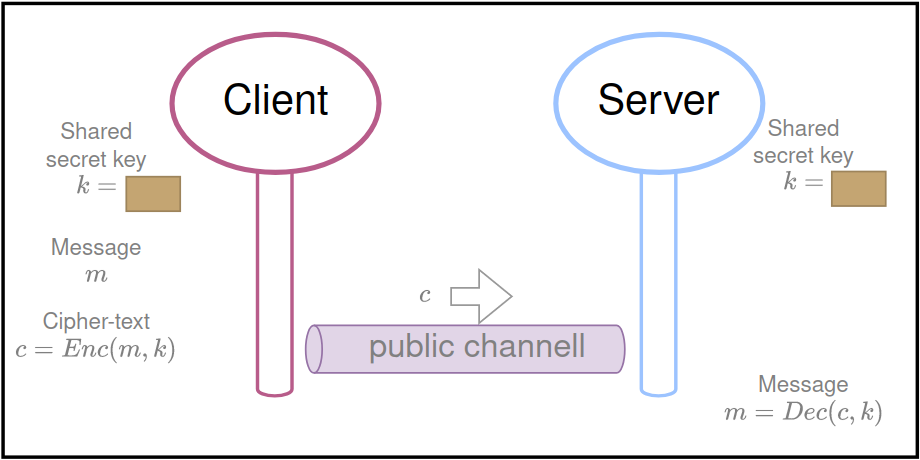 Client
Server
Shared
secret key
k =
Shared
secret key
k =
Message
m
Cipher-text
c = Enc(m, k)
c
public channell
Message
m = Dec(c, k)